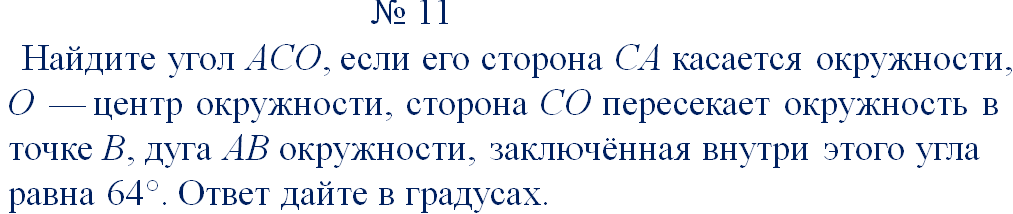 № 11
Найдите угол ACO, если его сторона CA касается окружности,
O — центр окружности, сторона CO пересекает окружность в
точке B, дуга AB окружности, заключённая внутри этого угла
равна 64°. Ответ дайте в градусах.